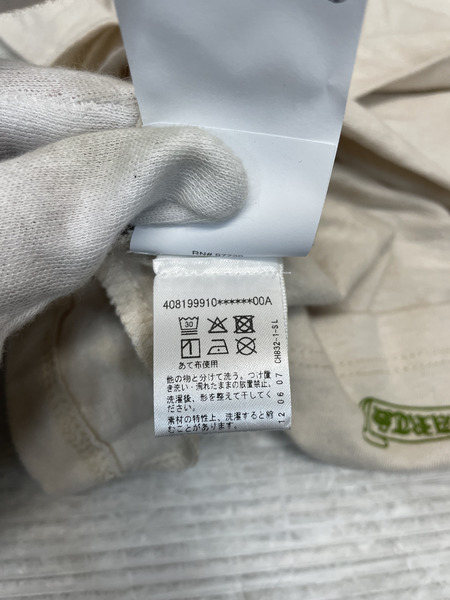 RN#
408199910******00A
30
あて布使用
他の物と分けて洗う。つけ置
き洗い・濡れたままの放置禁止。
洗濯後、形を整えて干してく
ださい。
素材の特性上、洗濯すると縮
むことがあります。
CH832-1-SL
12 06 07